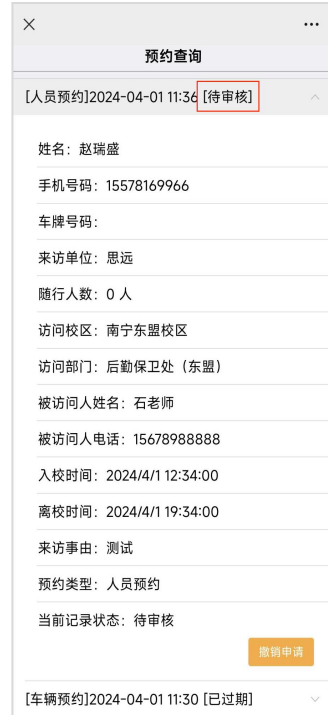 预约查询
[人员预约]2024-04-01 11:36 [待审核]
姓名：赵瑞盛
手机号码：15578169966
车牌号码：
来访单位：思远
随行人数：0 人
访问校区：南宁东盟校区
访问部门：后勤保卫处（东盟）
被访问人姓名：石老师
被访问人电话：15678988888
入校时间：2024/4/1 12:34:00
离校时间：2024/4/1 19:34:00
来访事由：测试
预约类型：人员预约
当前记录状态：待审核
撤销申请
[车辆预约]2024-04-01 11:30 [已过期]